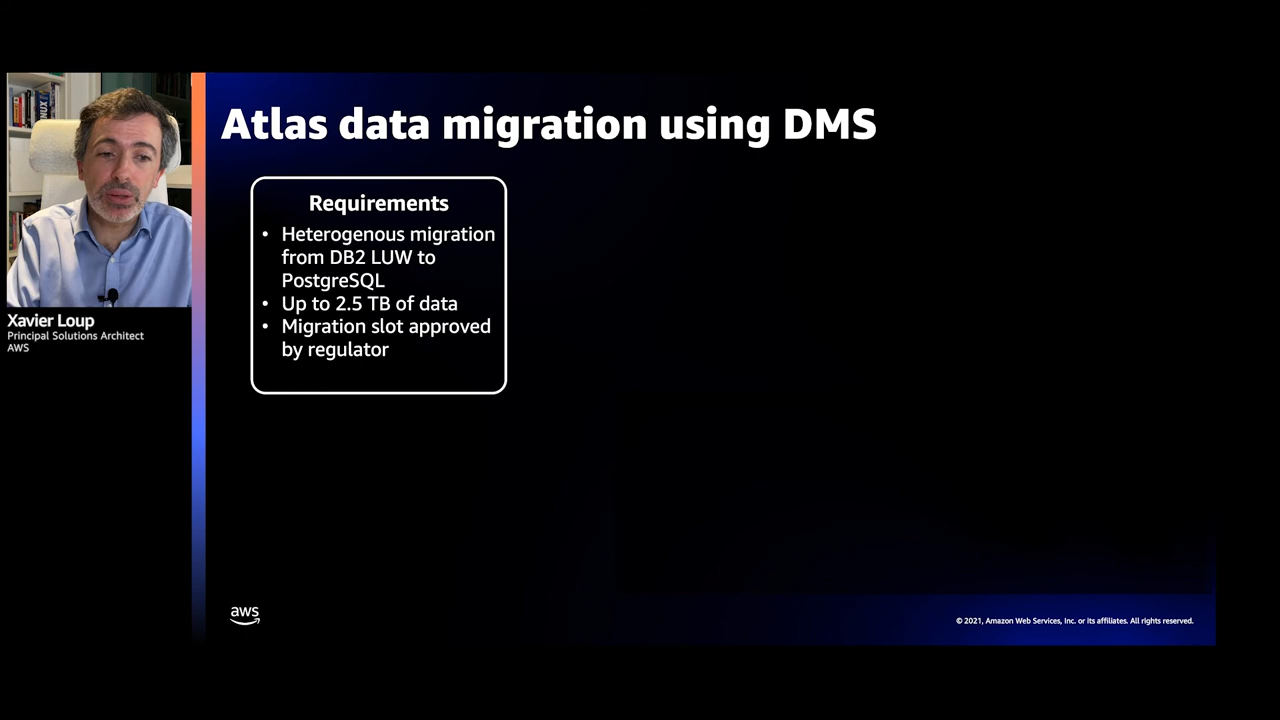 Atlas data migration using DMS
Requirements
• Heterogenous migration
from DB2 LUW to
PostgreSQL
• Up to 2.5 TB of data
• Migration slot approved
by regulator
Xavier Loup
Principal Solutions Architect
AWS
aws
© 2021, Amazon Web Services, Inc. or its affiliates. All rights reserved.